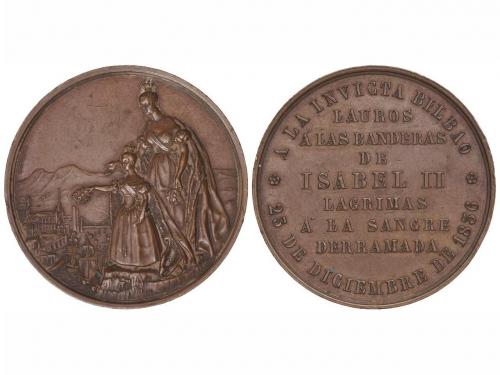 A LA INVICTA BILBAO
LAUROS
Á LAS BANDERAS
DE
ISABEL II
LAGRIMAS
Á LA SANGRE
DERRAMADA
25 DE DICIEMBRE DE 1836